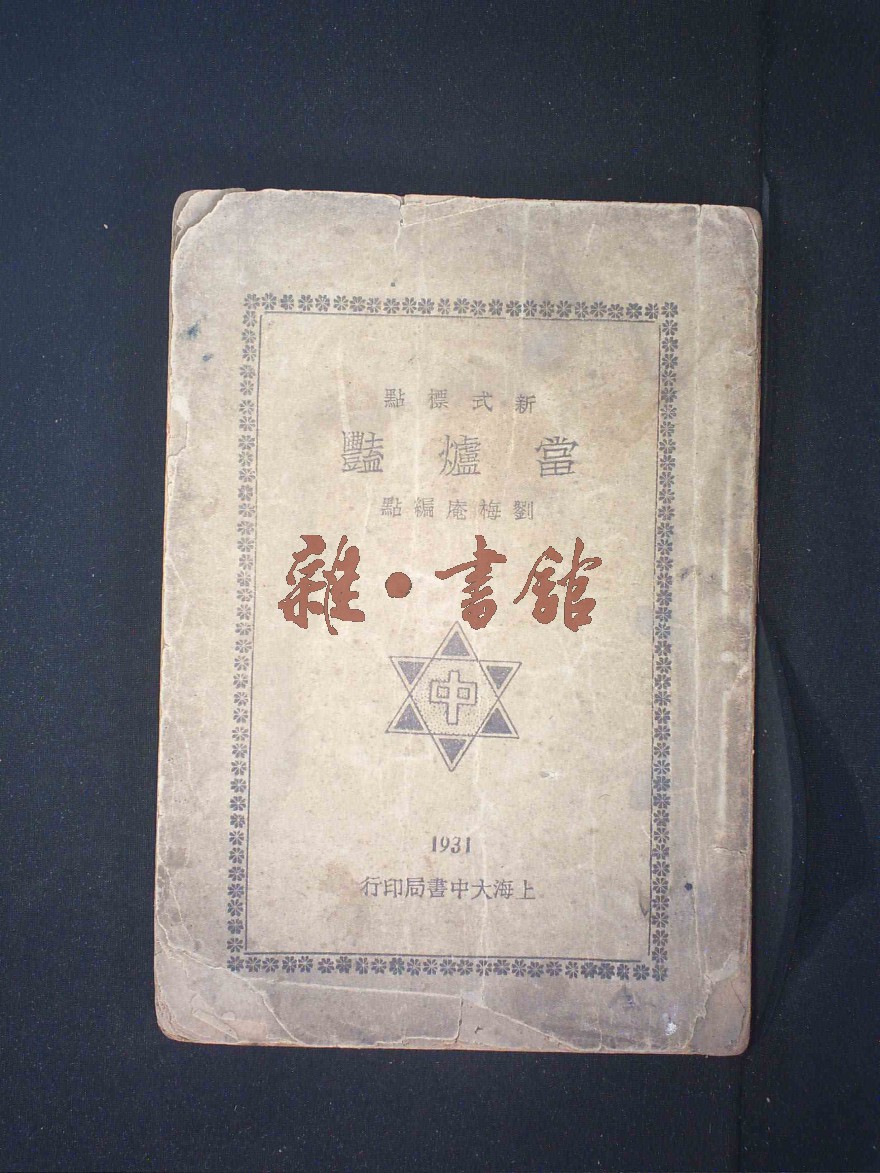 新式標點
當爐豔
劉梅庵編點
雜·書館
中
1931
上海大中書局印行